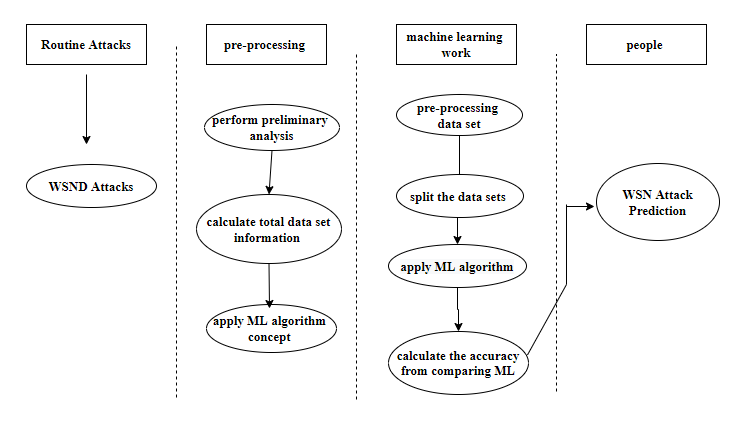 Routine Attacks
WSND Attacks
pre-processing
perform preliminary
analysis
calculate total data set
information
apply ML algorithm
concept
machine learning
work
pre-processing
data set
split the data sets
apply ML algorithm
calculate the accuracy
from comparing ML
people
WSN Attack
Prediction